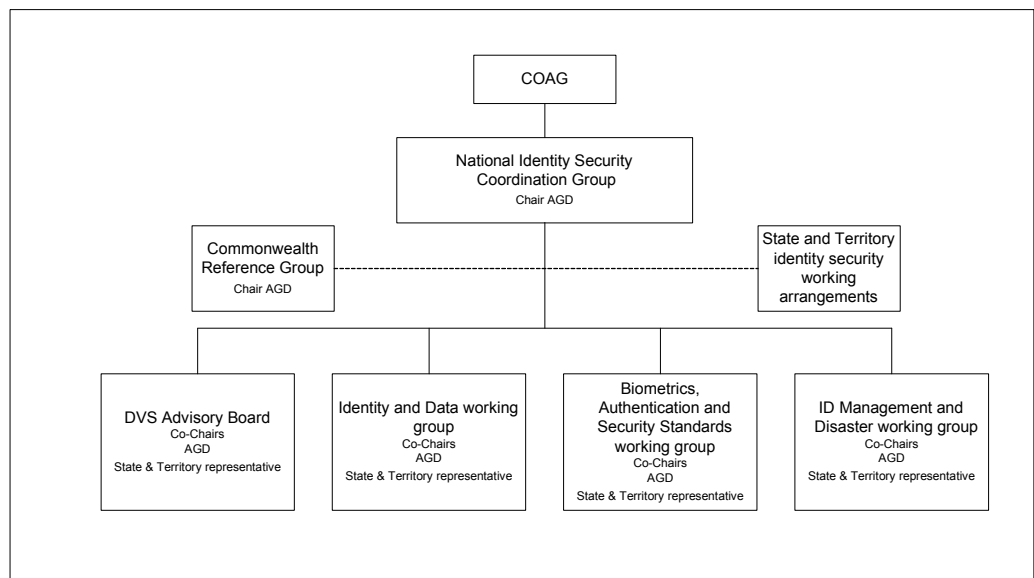 COAG
National Identity Security
Coordination Group
Chair AGD
Commonwealth
Reference Group
Chair AGD
State and Territory
identity security
working
arrangements
DVS Advisory Board
Co-Chairs
AGD
State & Territory representative
Identity and Data working
group
Co-Chairs
AGD
State & Territory representative
Biometrics,
Authentication and
Security Standards
working group
Co-Chairs
AGD
State & Territory representative
ID Management and
Disaster working group
Co-Chairs
AGD
State & Territory representative